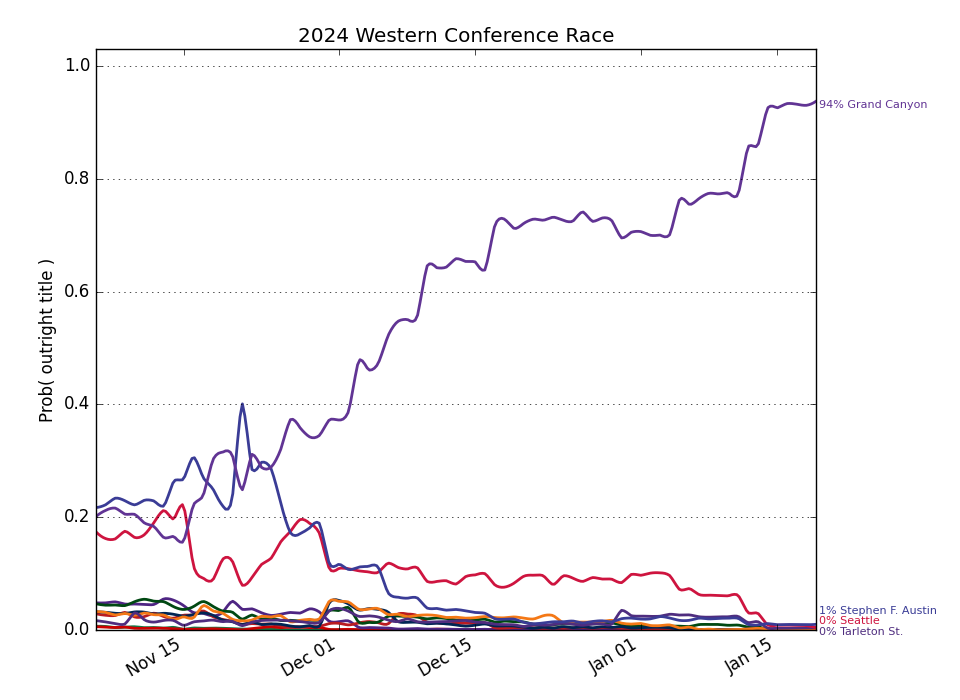 2024 Western Conference Race
Prob( outright title )
1.0
0.8
0.6
0.4
0.2
0.0
Nov 15
Dec 01
Dec 15
Jan 01
Jan 15
94% Grand Canyon
1% Stephen F. Austin
0% Seattle
0% Tarleton St.